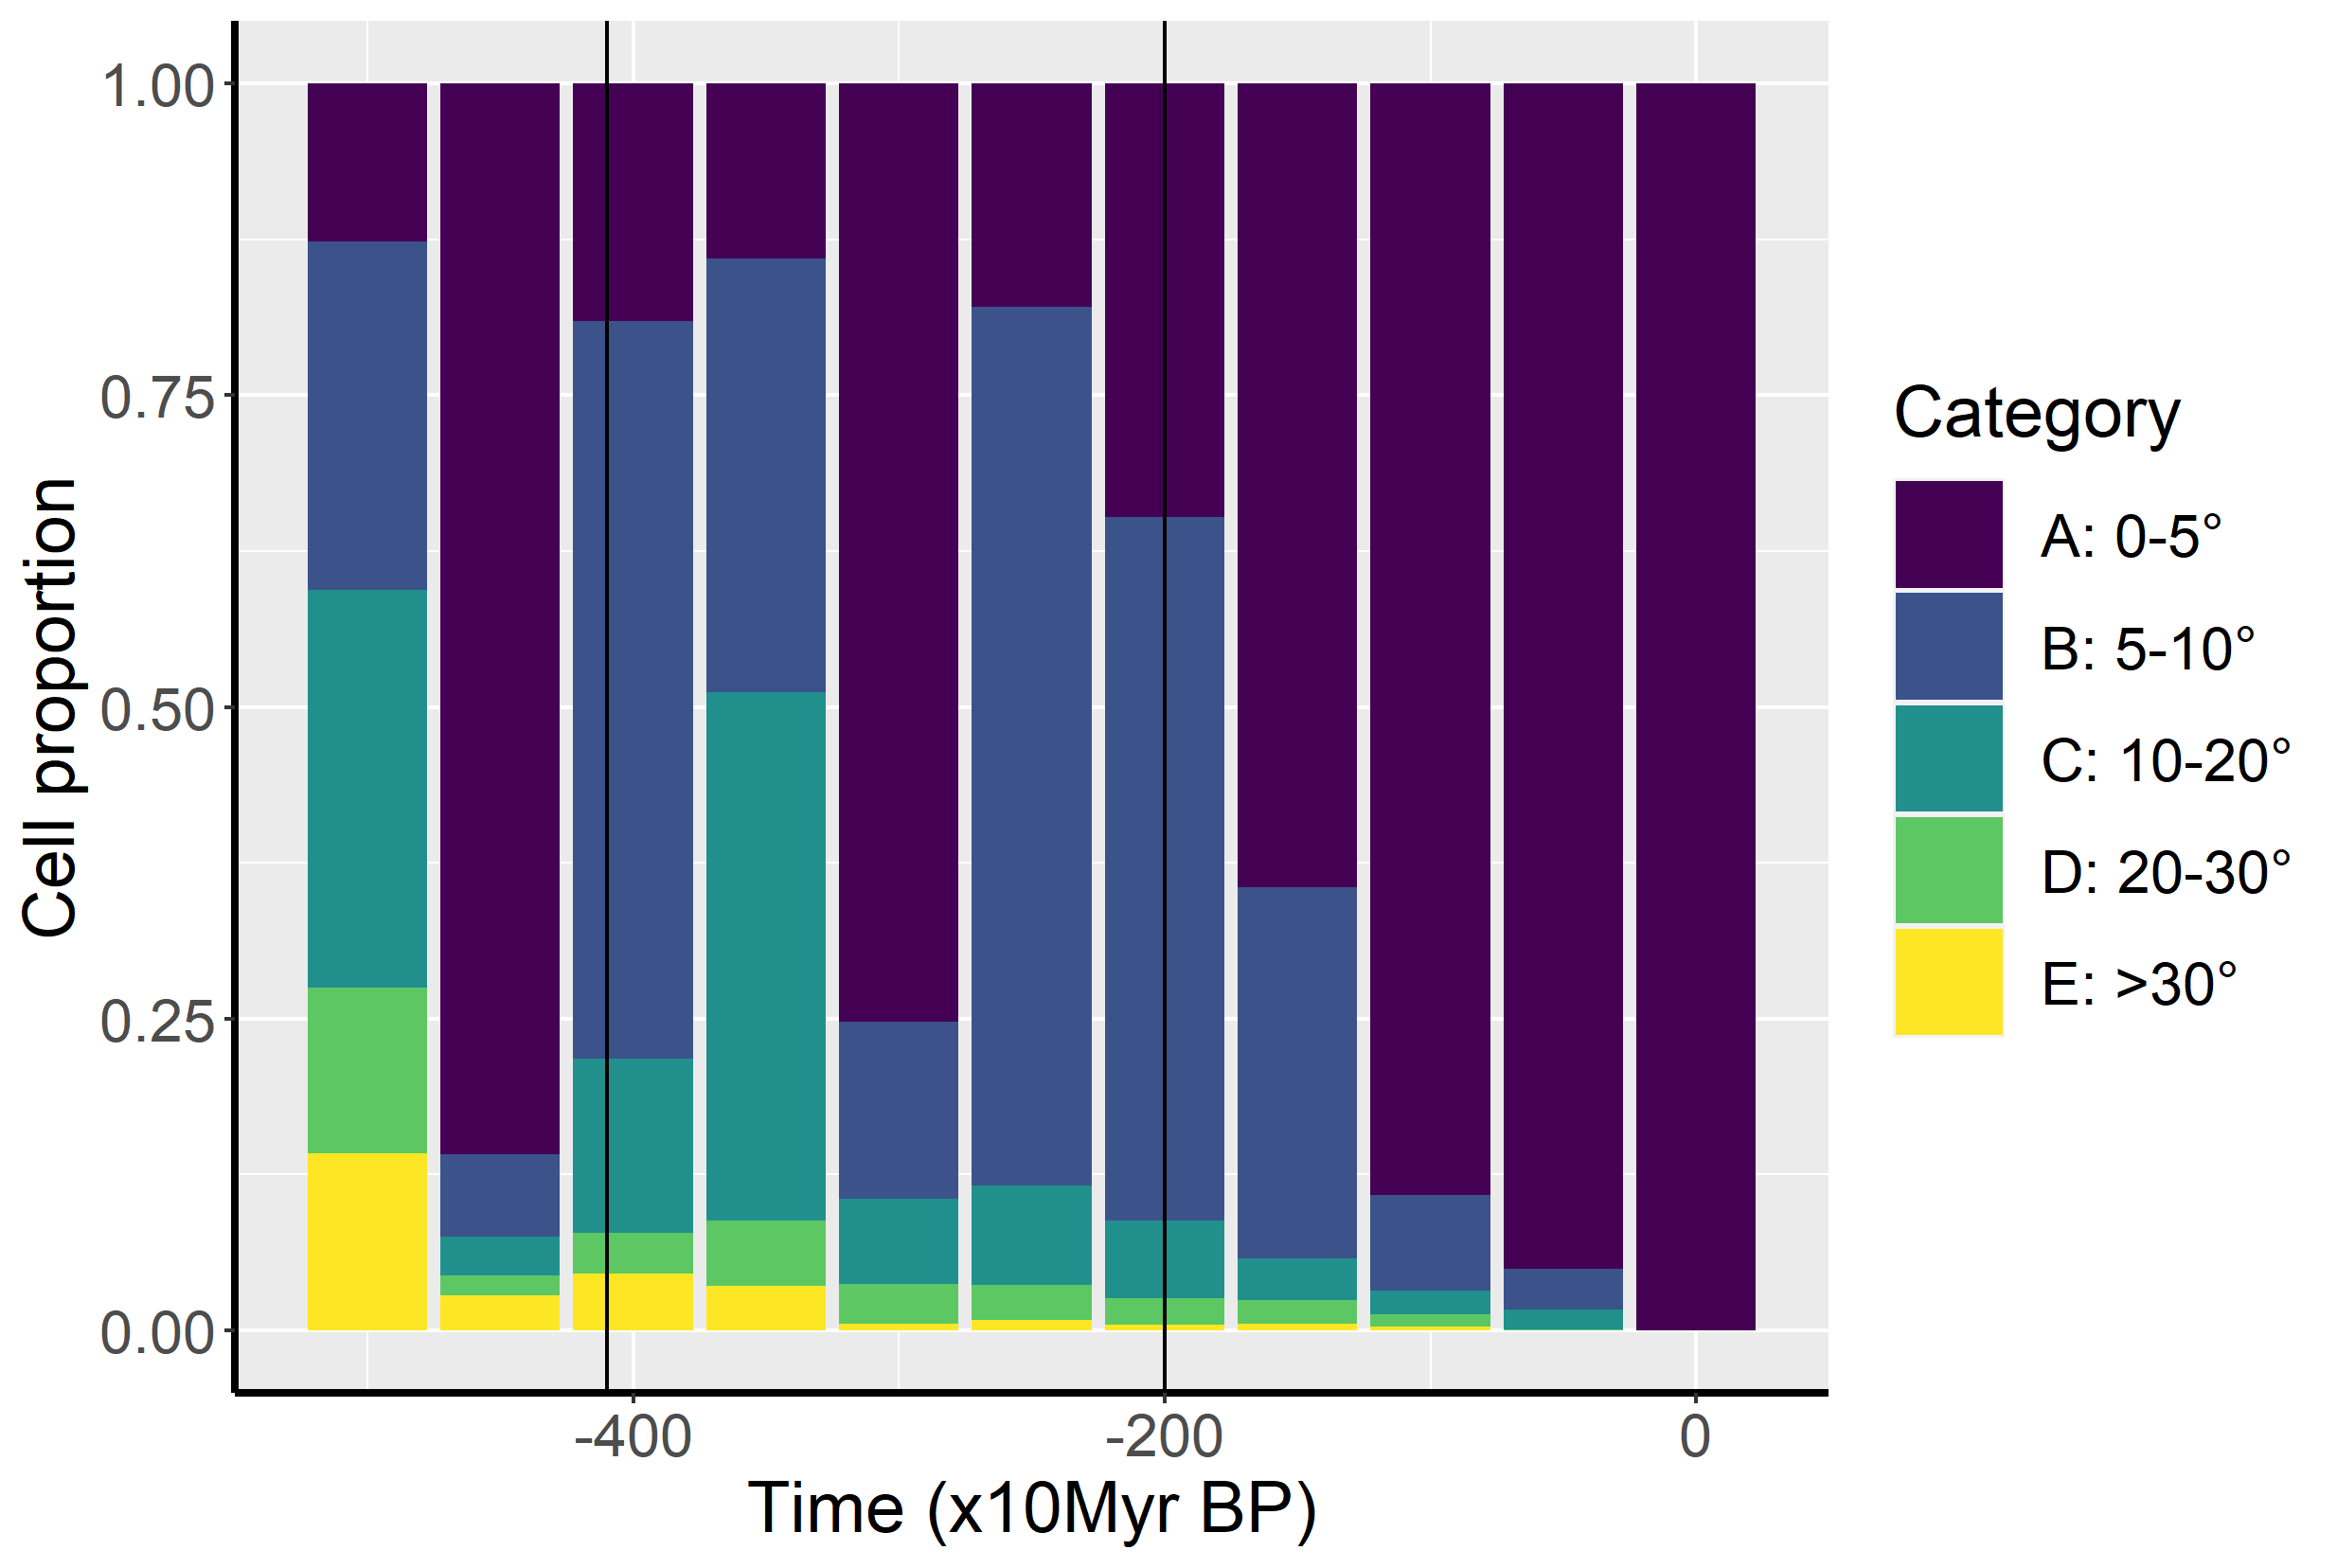 1.00
0.75
0.50
0.25
0.00
Cell proportion
-400
-200
0
Time (x10Myr BP)
Category
A: 0-5°
B: 5-10°
C: 10-20°
D: 20-30°
E: >30°